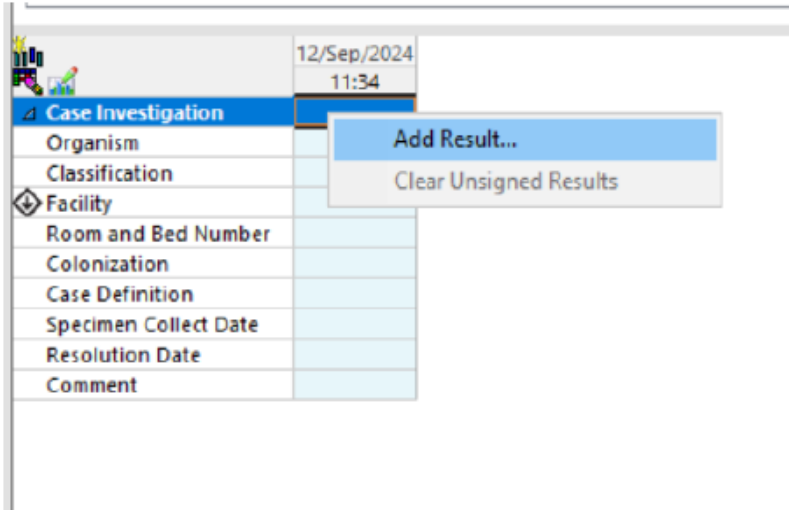 12/Sep/2024
11:34
Case Investigation
Add Result...
Organism
Classification
Clear Unsigned Results
Facility
Room and Bed Number
Colonization
Case Definition
Specimen Collect Date
Resolution Date
Comment